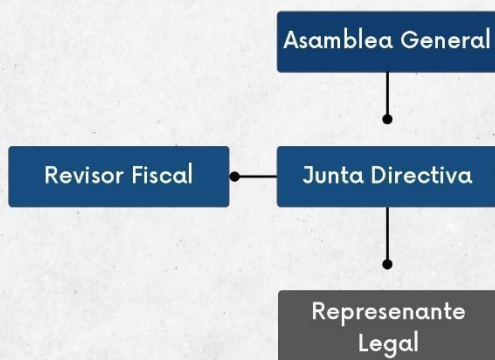 Asamblea General
Revisor Fiscal
Junta Directiva
Represenante
Legal